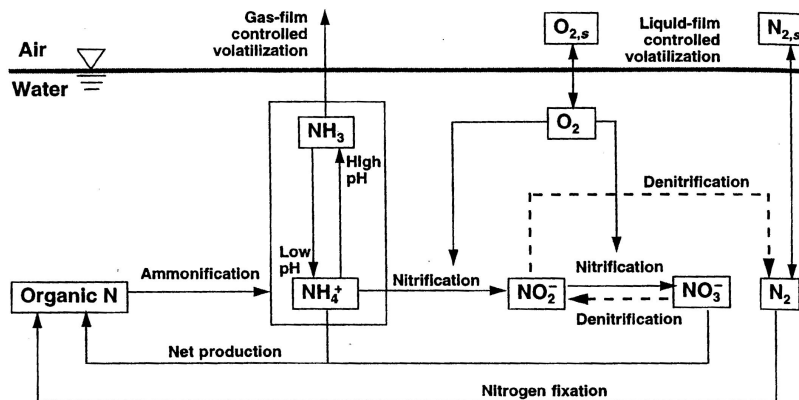 Gas-film
controlled
volatilization
O2,s
Liquid-film
controlled
volatilization
N2,s
Air
Water
NH3
O2
HIgh
pH
Denitrification
Low
pH
Ammonification
Nitrification
Nitrification
Organic N
NH4+
NO2−
NO3−
N2
Denitrification
Net production
Nitrogen fixation